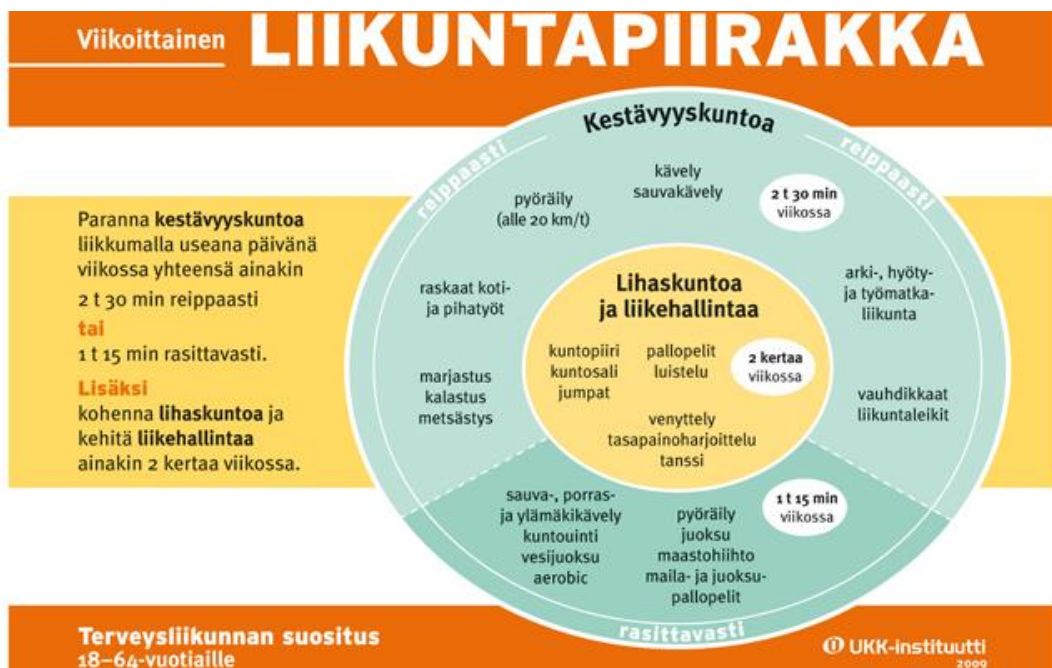 Viikoittainen LIIKUNTAPIIRAKKA
Paranna kestävyyskuntoa
liikkumalla useana päivänä
viikossa yhteensä ainakin
2 t 30 min reippaasti
tai
1 t 15 min rasittavasti.
Lisäksi
kohenna lihaskuntoa ja
kehitä liikehallintaa
ainakin 2 kertaa viikossa.
Kestävyyskuntoa
reippaasti
reippaasti
kävely
sauvakävely
2 t 30 min
viikossa
pyöräily
(alle 20 km/t)
raskaat koti-
ja pihatyöt
marjastus
kalastus
metsästys
arki-, hyöty-
ja työmatka-
liikunta
vauhdikkaat
liikuntaleikit
Lihaskuntoa
ja liikehallintaa
kuntopiiri
kuntosali
jumpat
pallopelit
luistelu
2 kertaa
viikossa
venyttely
tasapainoharjoittelu
tanssi
sauva-, porras-
ja ylämäkikävely
kuntouinti
vesijuoksu
aerobic
pyöräily
juoksu
maastohiihto
maila- ja juoksu-
pallopelit
1 t 15 min
viikossa
rasittavasti
Terveysliikunnan suositus
18–64-vuotiaille
UKK-instituutti
2009